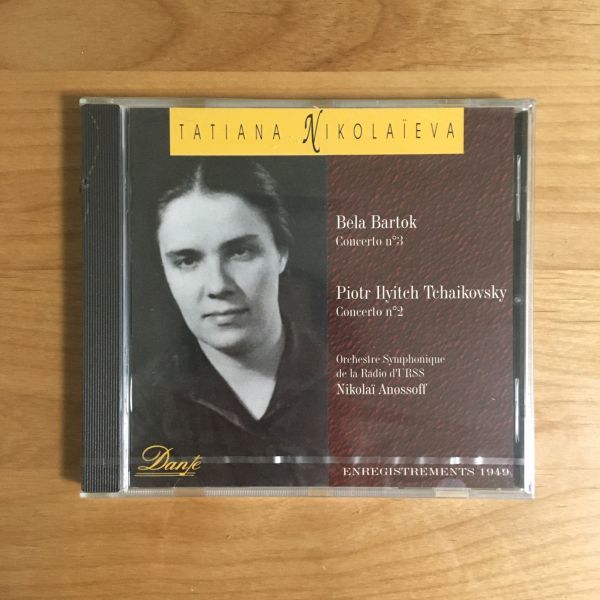 TATIANA NIKOLAÏEVA
Bela Bartok
Concerto n°3
Piotr Ilyitch Tchaikovsky
Concerto n°2
Orchestre Symphonique
de la Radio d'URSS
Nikolaï Anossoff
Dante
ENREGISTREMENTS 1949